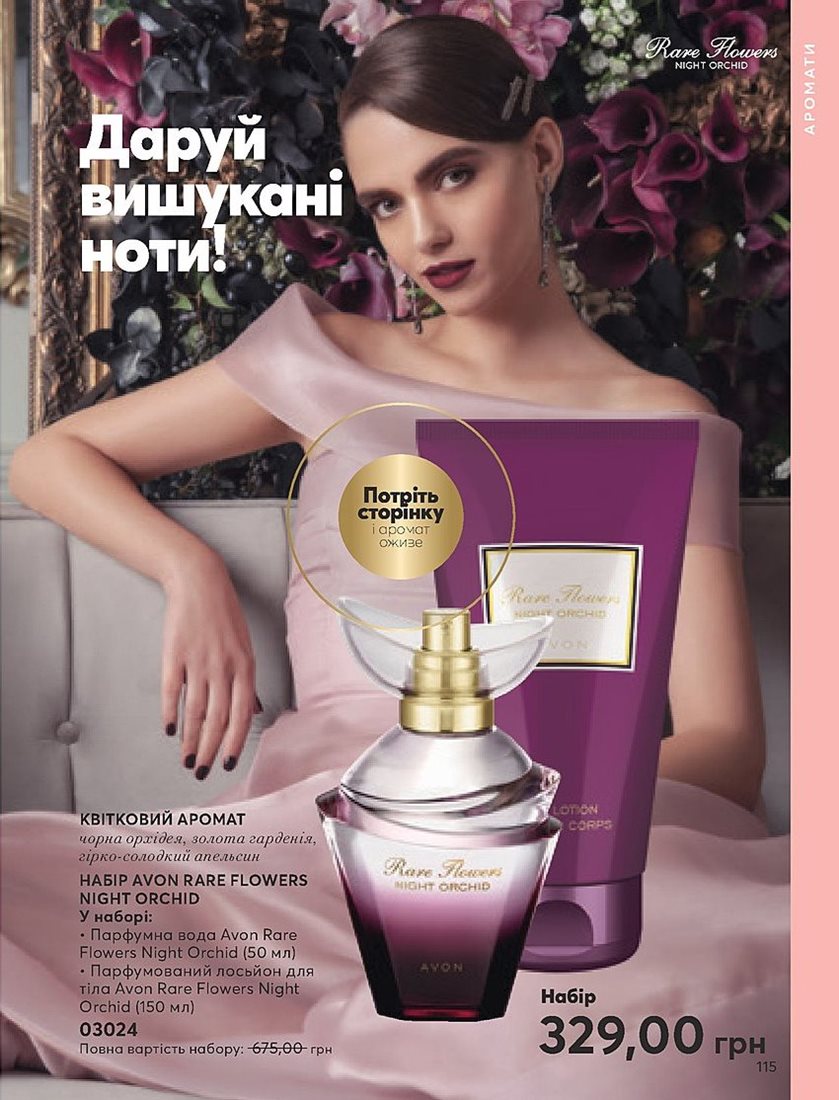 Rare Flowers
NIGHT ORCHID
АРОМАТИ
Даруй
вишукані
ноти!
Потріть
сторінку
і аромат
оживе
Rare Flowers
NIGHT ORCHID
AVON
LOTION
CORPS
Rare Flowers
NIGHT ORCHID
AVON
КВІТКОВИЙ АРОМАТ
чорна орхідея, золота гарденія,
гірко-солодкий апельсин
НАБІР AVON RARE FLOWERS
NIGHT ORCHID
У наборі:
• Парфумна вода Avon Rare
Flowers Night Orchid (50 мл)
• Парфумований лосьйон для
тіла Avon Rare Flowers Night
Orchid (150 мл)
03024
Повна вартість набору: 675,00 грн
Набір
329,00 грн
115